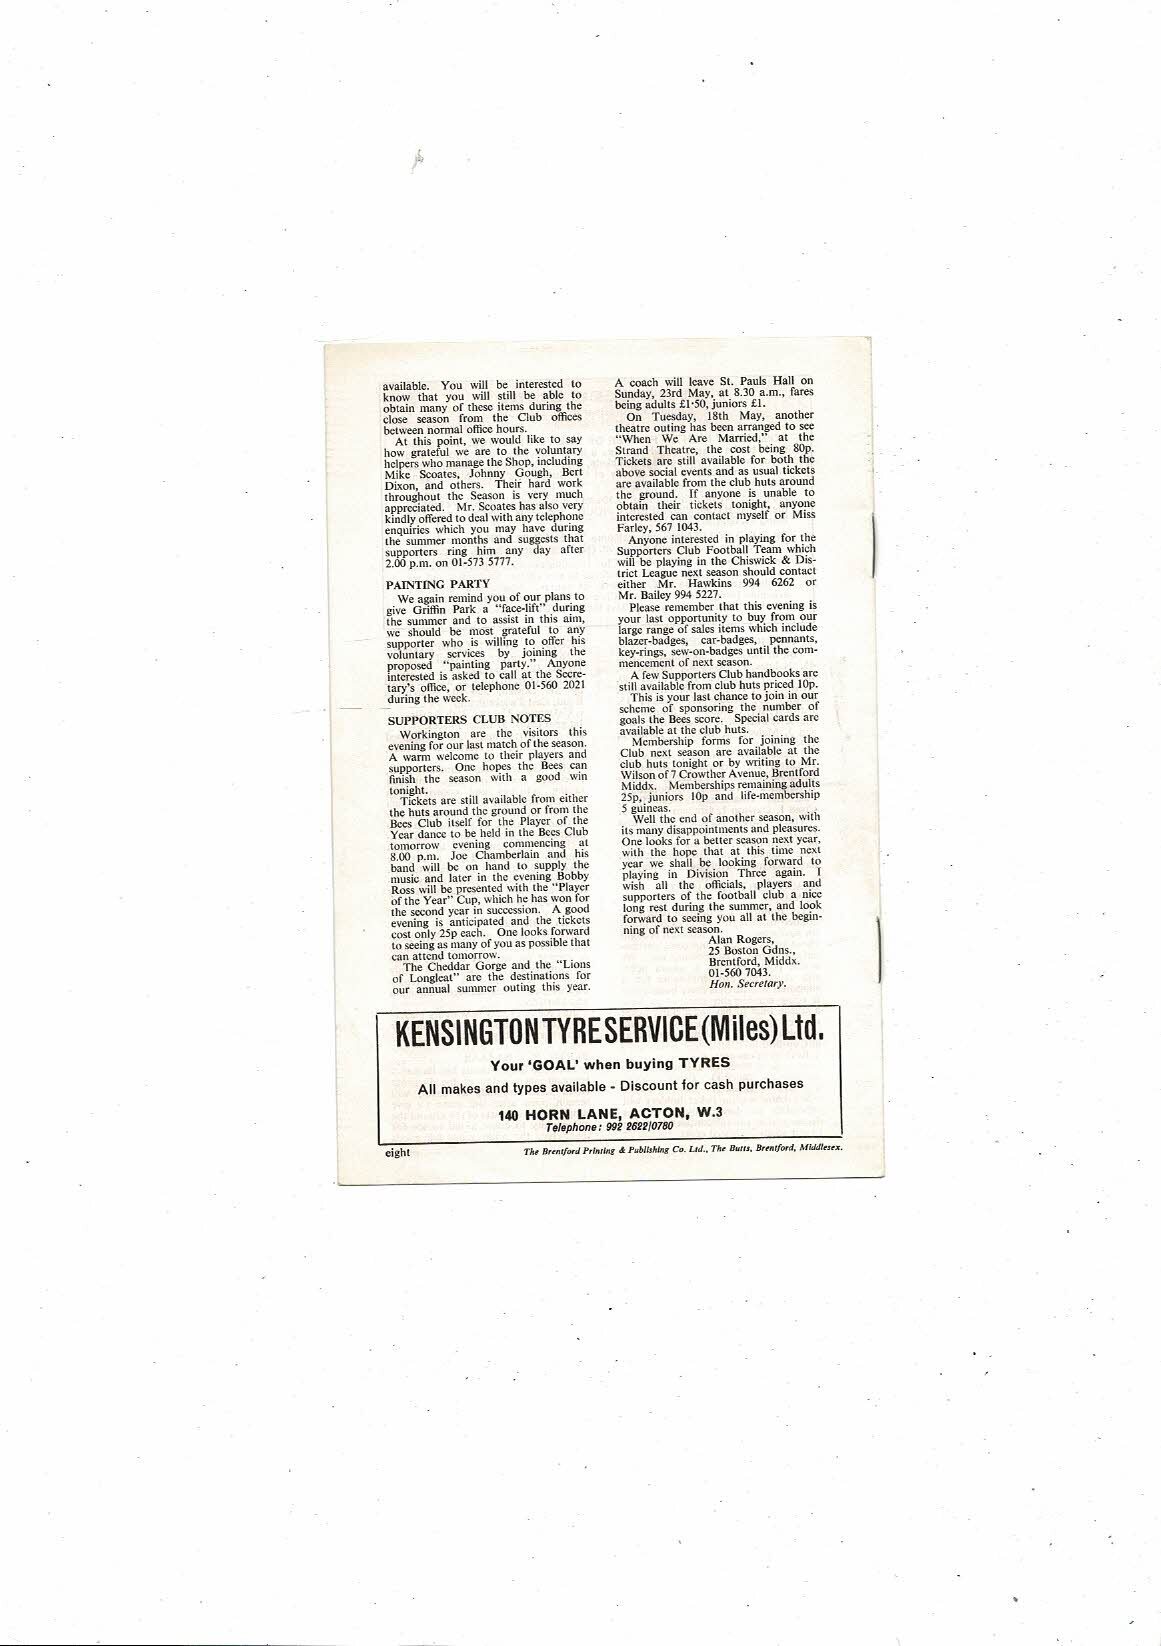 available. You will be interested to
know that you will still be able to
obtain many of these items during the
close season from the Club offices
between normal office hours.
At this point, we would like to say
how grateful we are to the voluntary
helpers who manage the Shop, including
Mike Scoates, Johnny Gough, Bert
Dixon, and others. Their hard work
throughout the Season is very much
appreciated. Mr. Scoates has also very
kindly offered to deal with any telephone
enquiries which you may have during
the summer months and suggests that
supporters ring him any day after
2.00 p.m. on 01-573 5777.
PAINTING PARTY
We again remind you of our plans to
give Griffin Park a "face-lift" during
the summer and to assist in this aim,
we should be most grateful to any
supporter who is willing to offer his
voluntary services by joining the
proposed "painting party." Anyone
interested is asked to call at the Secre-
tary's office, or telephone 01-560 2021
during the week.
SUPPORTERS CLUB NOTES
Workington are the visitors this
evening for our last match of the season.
A warm welcome to their players and
supporters. One hopes the Bees can
finish the season with a good win
tonight.
Tickets are still available from either
the huts around the ground or from the
Bees Club itself for the Player of the
Year dance to be held in the Bees Club
tomorrow evening commencing at
8.00 p.m. Joe Chamberlain and his
band will be on hand to supply the
music and later in the evening Bobby
Ross will be presented with the "Player
of the Year" Cup, which he has won for
the second year in succession. A good
evening is anticipated and the tickets
cost only 25p each. One looks forward
to seeing as many of you as possible that
can attend tomorrow.
The Cheddar Gorge and the "Lions
of Longleat" are the destinations for
our annual summer outing this year.
A coach will leave St. Pauls Hall on
Sunday, 23rd May, at 8.30 a.m., fares
being adults £1·50, juniors £1.
On Tuesday, 18th May, another
theatre outing has been arranged to see
"When We Are Married," at the
Strand Theatre, the cost being 80p.
Tickets are still available for both the
above social events and as usual tickets
are available from the club huts around
the ground. If anyone is unable to
obtain their tickets tonight, anyone
interested can contact myself or Miss
Farley, 567 1043.
Anyone interested in playing for the
Supporters Club Football Team which
will be playing in the Chiswick & Dis-
trict League next season should contact
either Mr. Hawkins 994 6262 or
Mr. Bailey 994 5227.
Please remember that this evening is
your last opportunity to buy from our
large range of sales items which include
blazer-badges, car-badges, pennants,
key-rings, sew-on-badges until the com-
mencement of next season.
A few Supporters Club handbooks are
still available from club huts priced 10p.
This is your last chance to join in our
scheme of sponsoring the number of
goals the Bees score. Special cards are
available at the club huts.
Membership forms for joining the
Club next season are available at the
club huts tonight or by writing to Mr.
Wilson of 7 Crowther Avenue, Brentford
Middx. Memberships remaining adults
25p, juniors 10p and life-membership
5 guineas.
Well the end of another season, with
its many disappointments and pleasures.
One looks for a better season next year,
with the hope that at this time next
year we shall be looking forward to
playing in Division Three again. I
wish all the officials, players and
supporters of the football club a nice
long rest during the summer, and look
forward to seeing you all at the begin-
ning of next season.
Alan Rogers,
25 Boston Gdns.,
Brentford, Middx.
01-560 7043.
Hon. Secretary.
KENSINGTON TYRE SERVICE (Miles) Ltd.
Your 'GOAL' when buying TYRES
All makes and types available - Discount for cash purchases
140 HORN LANE, ACTON, W.3
Telephone: 992 2622/0780
eight
The Brentford Printing & Publishing Co. Ltd., The Butts, Brentford, Middlesex.